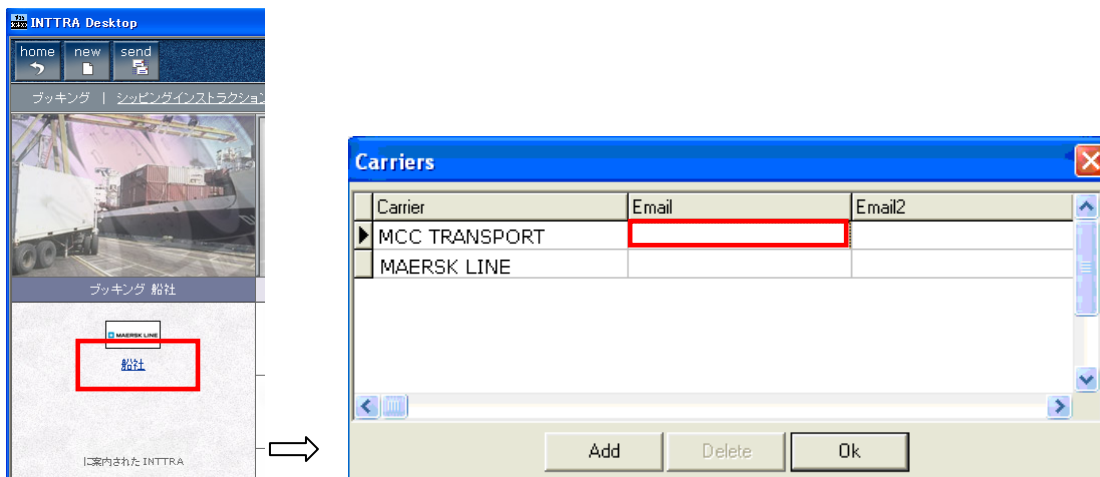 INTTRA Desktop
home new send
ブッキング | シッピングインストラクション
ブッキング 船社
MAERSK LINE
船社
に案内された INTTRA
Carriers
Carrier Email Email2
MCC TRANSPORT
MAERSK LINE
Add Delete Ok